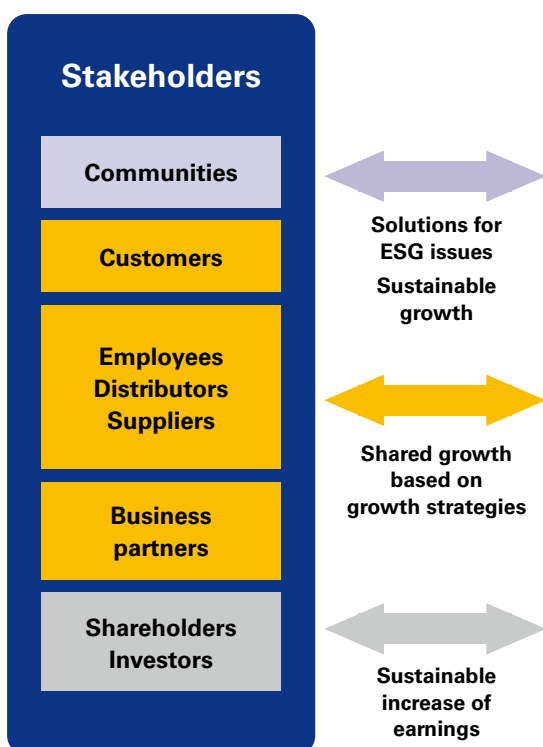 Stakeholders
Communities
Customers
Employees
Distributors
Suppliers
Business
partners
Shareholders
Investors
Solutions for
ESG issues
Sustainable
growth
Shared growth
based on
growth strategies
Sustainable
increase of
earnings